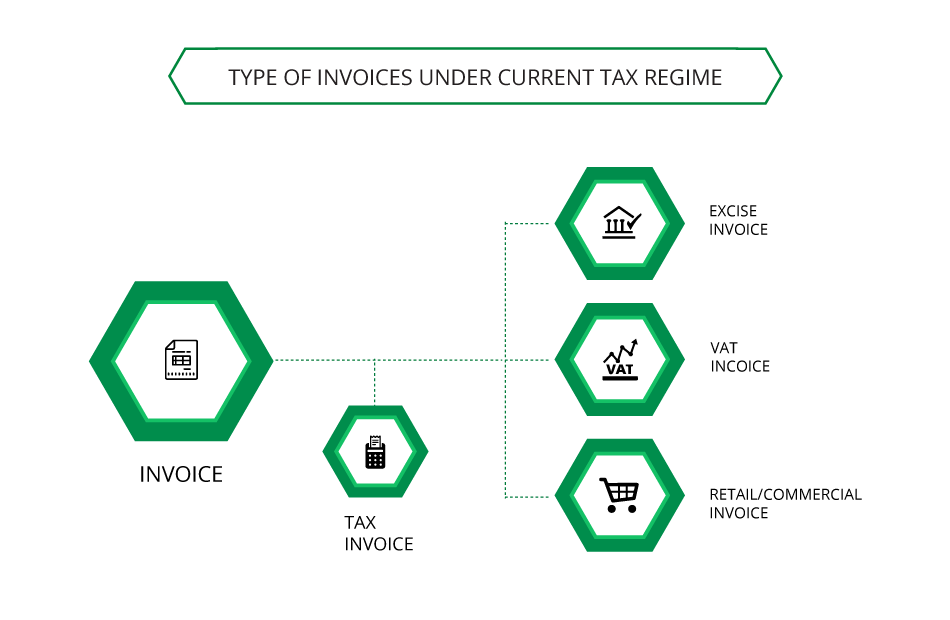 TYPE OF INVOICES UNDER CURRENT TAX REGIME
EXCISE
INVOICE
VAT
VAT
INCOICE
INVOICE
TAX
INVOICE
RETAIL/COMMERCIAL
INVOICE